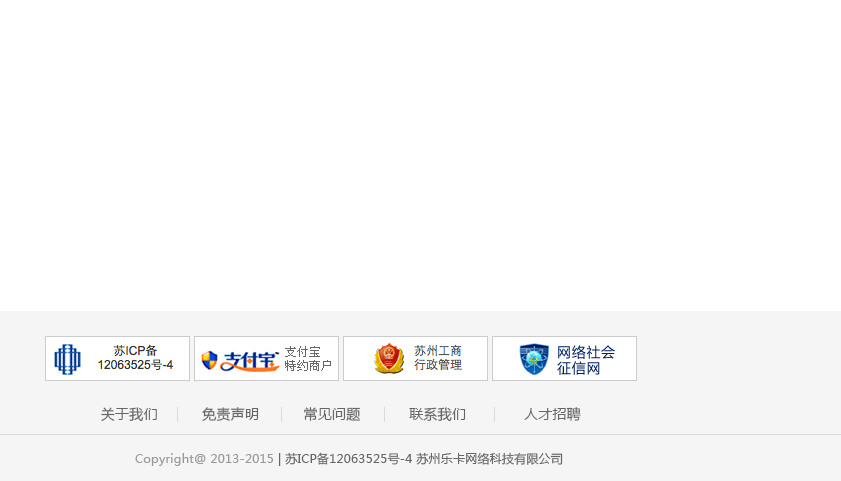 苏ICP备
12063525号-4
支付宝
支付宝
特约商户
苏州工商
行政管理
网络社会
征信网
关于我们 免责声明 常见问题 联系我们 人才招聘
Copyright@ 2013-2015 | 苏ICP备12063525号-4 苏州乐卡网络科技有限公司